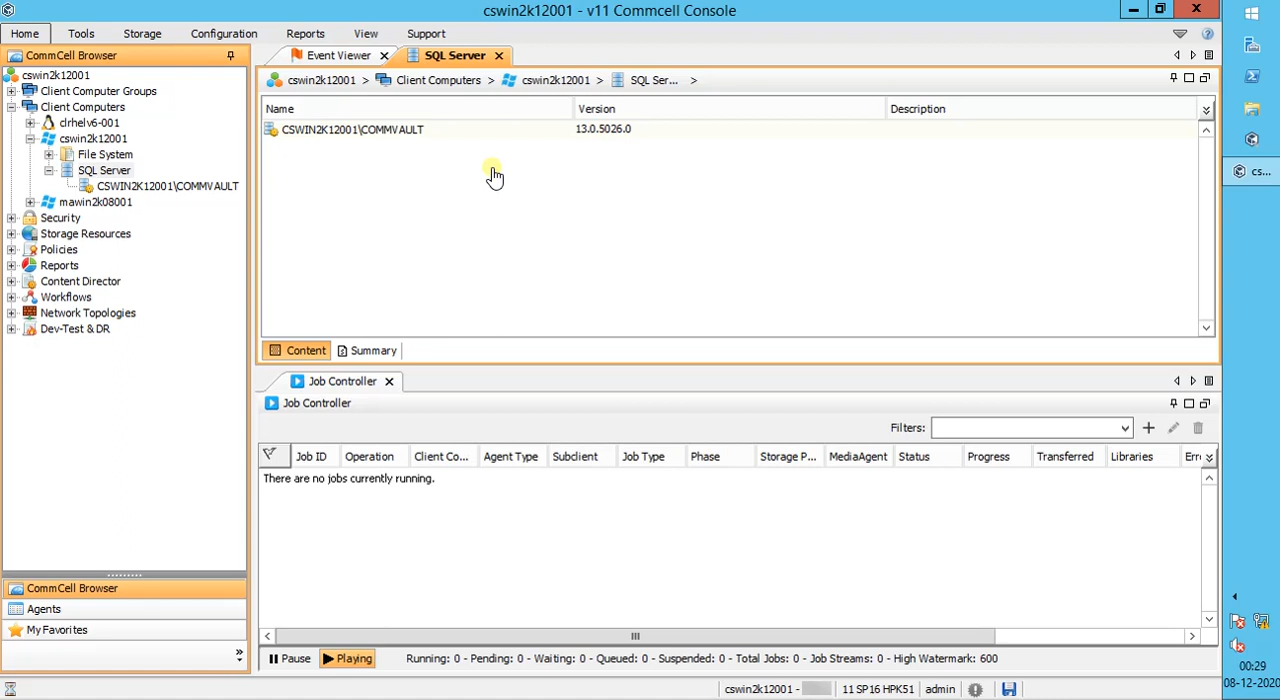 cswin2k12001 - v11 Commcell Console
Home Tools Storage Configuration Reports View Support
CommCell Browser
cswin2k12001
Client Computer Groups
Client Computers
clrhelv6-001
cswin2k12001
File System
SQL Server
CSWIN2K12001\COMMVAULT
mawin2k08001
Security
Storage Resources
Policies
Reports
Content Director
Workflows
Network Topologies
Dev-Test & DR
CommCell Browser
Agents
My Favorites
Event Viewer SQL Server
cswin2k12001 > Client Computers > cswin2k12001 > SQL Ser... >
Name Version Description
CSWIN2K12001\COMMVAULT 13.0.5026.0
Content Summary
Job Controller
Job Controller
Filters:
Job ID Operation Client Co... Agent Type Subclient Job Type Phase Storage P... MediaAgent Status Progress Transferred Libraries Erro
There are no jobs currently running.
Pause Playing Running: 0 - Pending: 0 - Waiting: 0 - Queued: 0 - Suspended: 0 - Total Jobs: 0 - Job Streams: 0 - High Watermark: 600
cswin2k12001 - 11 SP16 HPK51 admin
cs...
00:29
08-12-2020